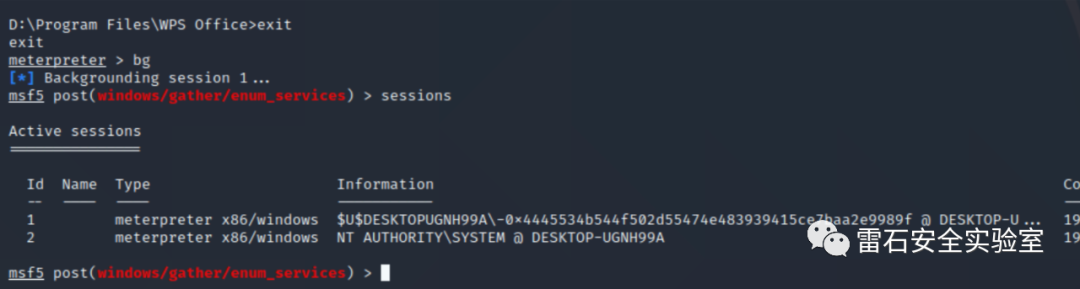 D:\Program Files\WPS Office>exit
exit
meterpreter > bg
[*] Backgrounding session 1...
msf5 post(windows/gather/enum_services) > sessions
Active sessions
===============
Id Name Type Information Co
-- ---- ---- ----------- --
1 meterpreter x86/windows $U$DESKTOPUGNH99A\-0×4445534b544f502d55474e483939415ce7baa2e9989f @ DESKTOP-U... 19
2 meterpreter x86/windows NT AUTHORITY\SYSTEM @ DESKTOP-UGNH99A 19
雷石安全实验室
msf5 post(windows/gather/enum_services) >